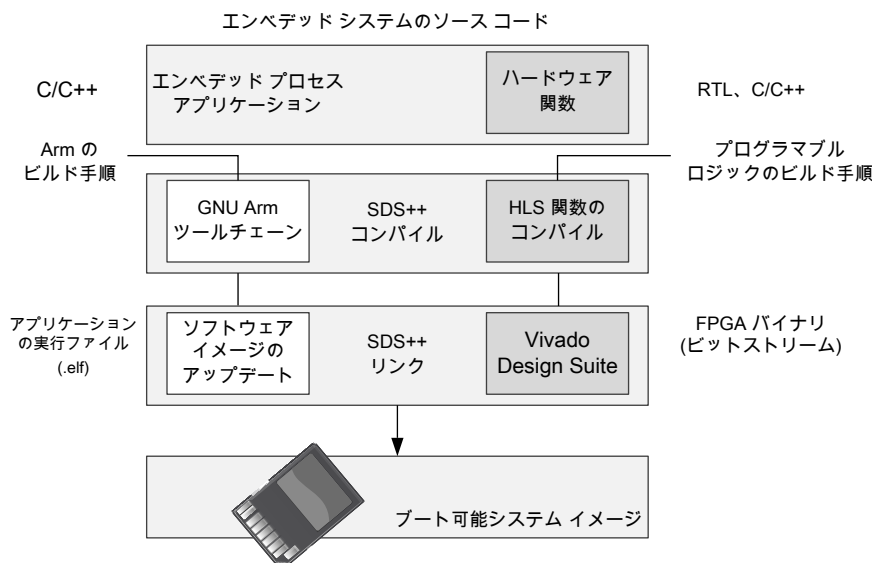 エンベデッド システムのソース コード
C/C++
エンベデッド プロセス
アプリケーション
ハードウェア
関数
RTL、C/C++
Arm の
ビルド手順
プログラマブル
ロジックのビルド手順
GNU Arm
ツールチェーン
SDS++
コンパイル
HLS 関数の
コンパイル
アプリケーション
の実行ファイル
(.elf)
ソフトウェア
イメージの
アップデート
SDS++
リンク
Vivado
Design Suite
FPGA バイナリ
(ビットストリーム)
ブート可能システム イメージ